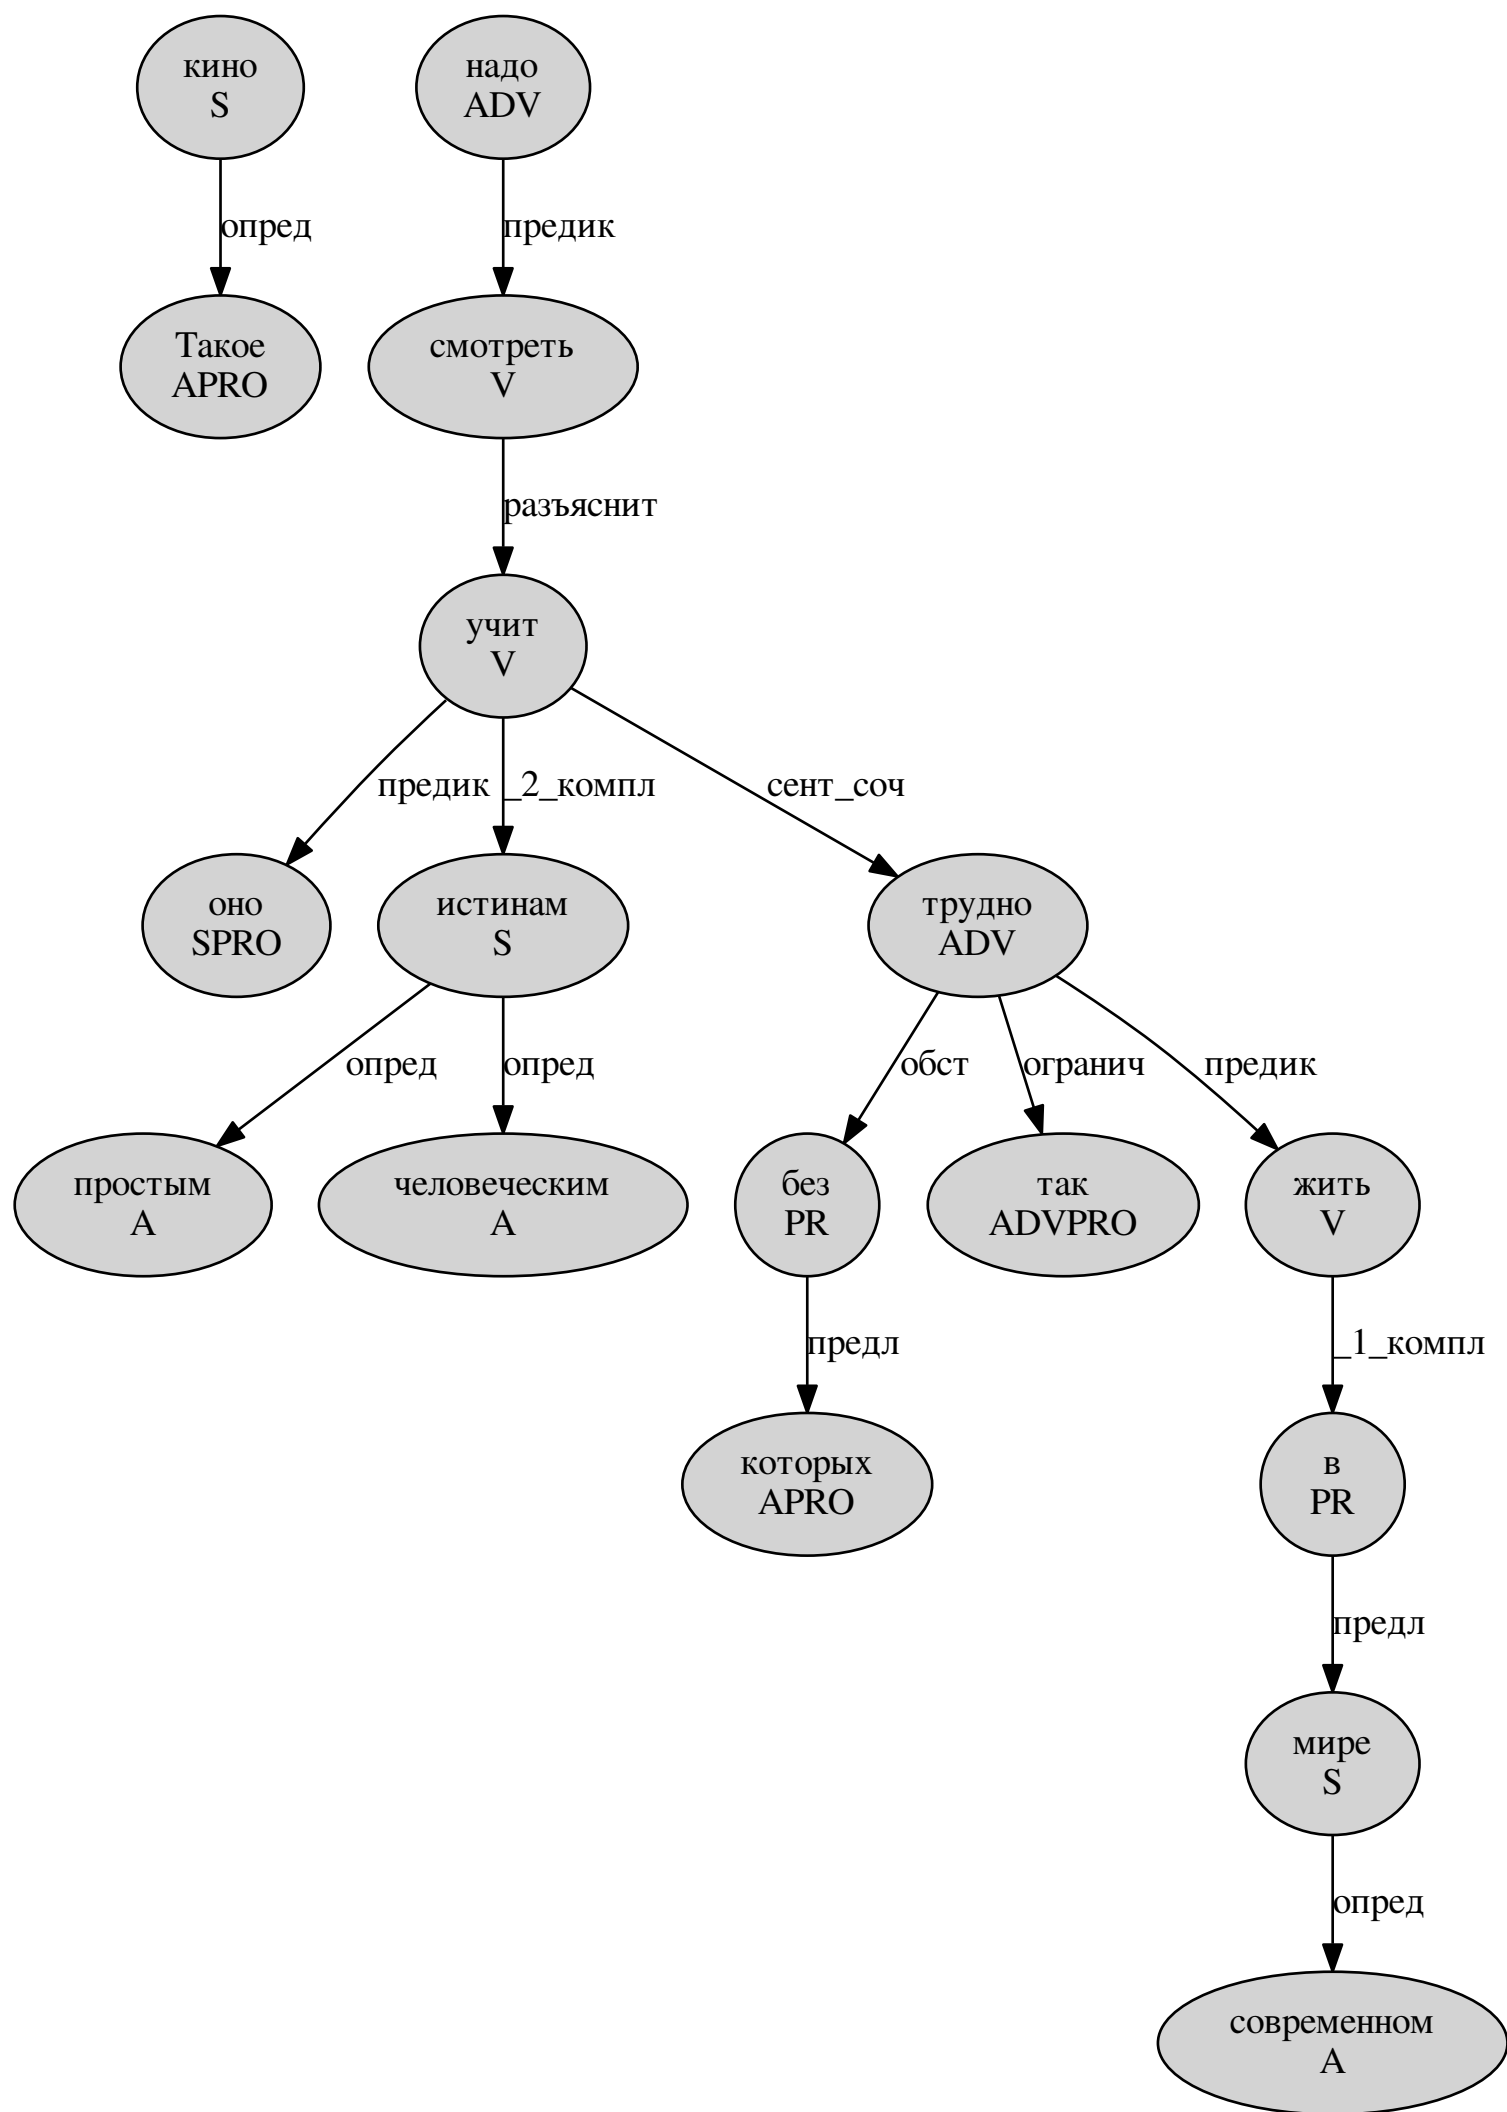 кино
S
надо
ADV
опред
предик
Такое
APRO
смотреть
V
разъяснит
учит
V
предик
_2_компл
сент_соч
оно
SPRO
истинам
S
трудно
ADV
опред
опред
обст
огранич
предик
простым
A
человеческим
A
без
PR
так
ADVPRO
жить
V
предл
_1_компл
которых
APRO
в
PR
предл
мире
S
опред
современном
A